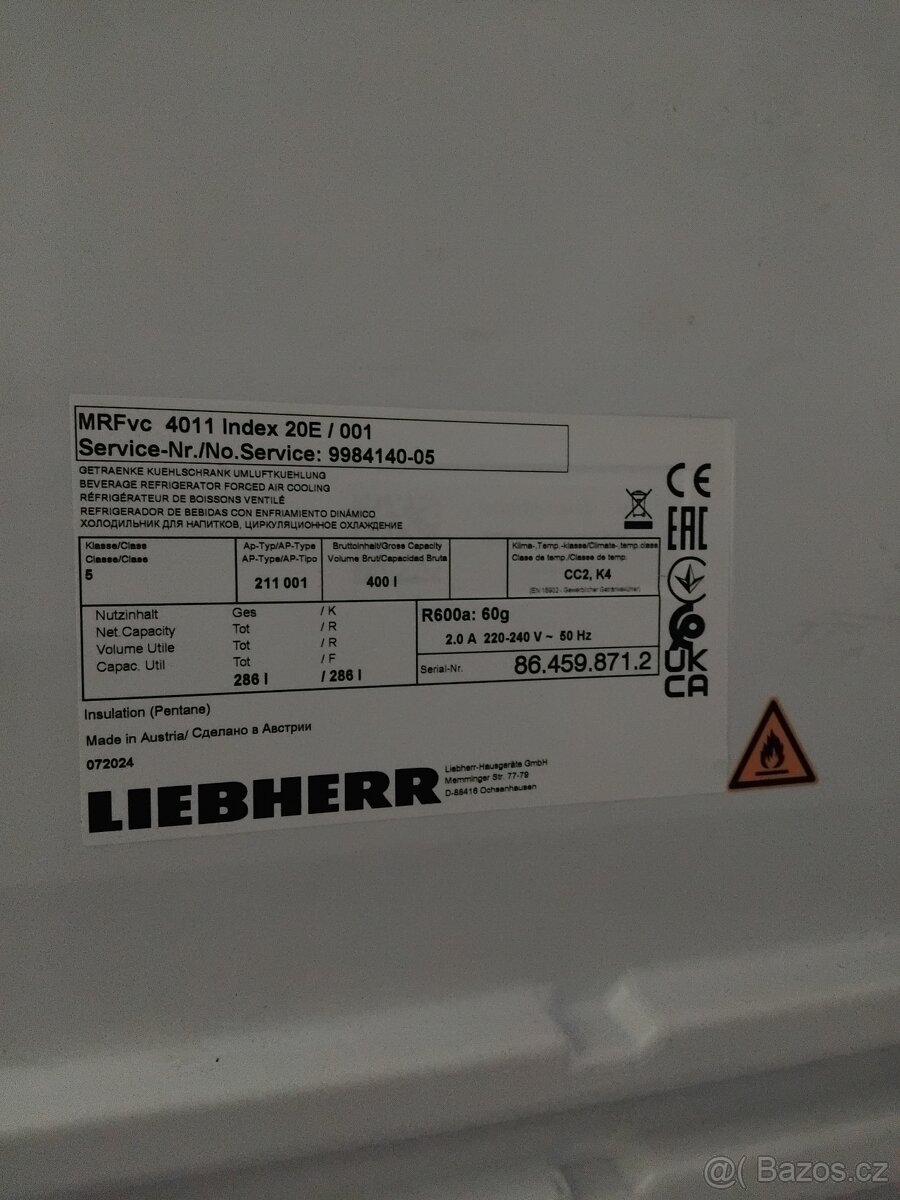 MRFvc 4011 Index 20E / 001
Service-Nr./No.Service: 9984140-05
GETRAENKE KUEHLSCHRANK UMLUFTKUEHLUNG
BEVERAGE REFRIGERATOR FORCED AIR COOLING
RÉFRIGÉRATEUR DE BOISSONS VENTILÉ
REFRIGERADOR DE BEBIDAS CON ENFRIAMIENTO DINÁMICO
ХОЛОДИЛЬНИК ДЛЯ НАПИТКОВ, ЦИРКУЛЯЦИОННОЕ ОХЛАЖДЕНИЕ
CE
EAC
Klasse/Class
Classe/Clase
5
Ap-Typ/AP-Type
AP-Type/AP-Tipo
211 001
Bruttoinhalt/Gross Capacity
Volume Brut/Capacidad Bruta
400 l
Klima-,Temp.-klasse/Climate-,temp.class
Classe de temp./Classe de temp.
CC2, K4
(EN 16902 - Gewerblicher Getränkekühler)
Nutzinhalt Ges / K
Net.Capacity Tot / R
Volume Utile Tot / R
Capac. Util Tot / F
286 l / 286 l
R600a: 60g
2.0 A 220-240 V ~ 50 Hz
Serial-Nr. 86.459.871.2
UK
CA
Insulation (Pentane)
Made in Austria/ Сделано в Австрии
072024
LIEBHERR
Liebherr-Hausgeräte GmbH
Memminger Str. 77-79
D-88416 Ochsenhausen
@( Bazos.cz